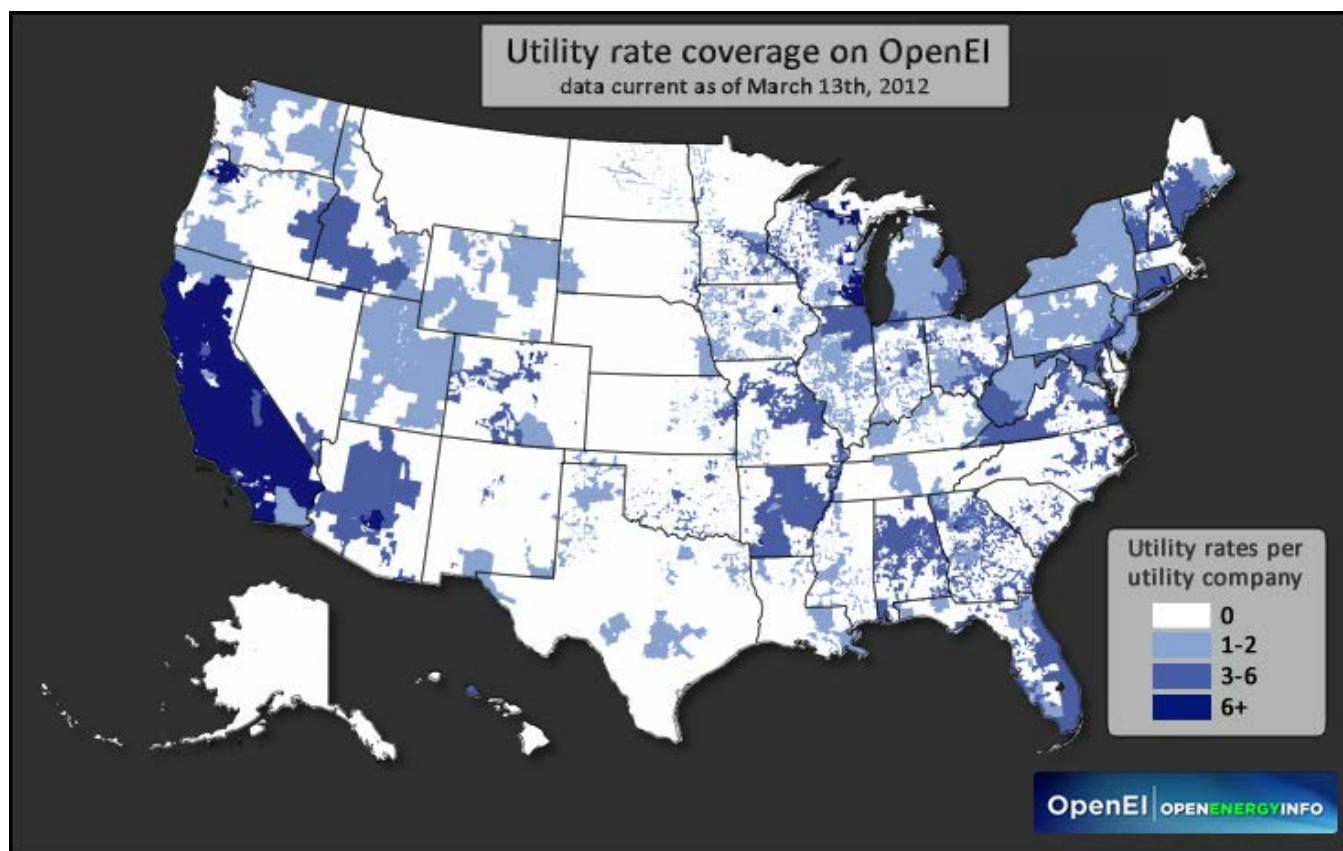 Utility rate coverage on OpenEI
data current as of March 13th, 2012
Utility rates per
utility company
0
1-2
3-6
6+
OpenEI | OPENENERGYINFO